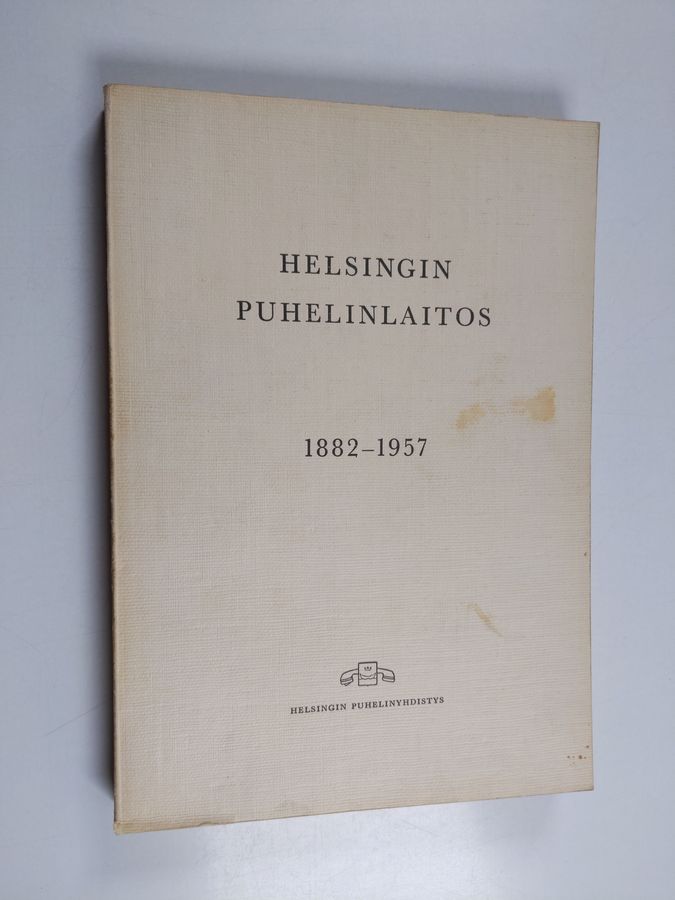 HELSINGIN
PUHELINLAITOS
1882–1957
HELSINGIN PUHELINYHDISTYS